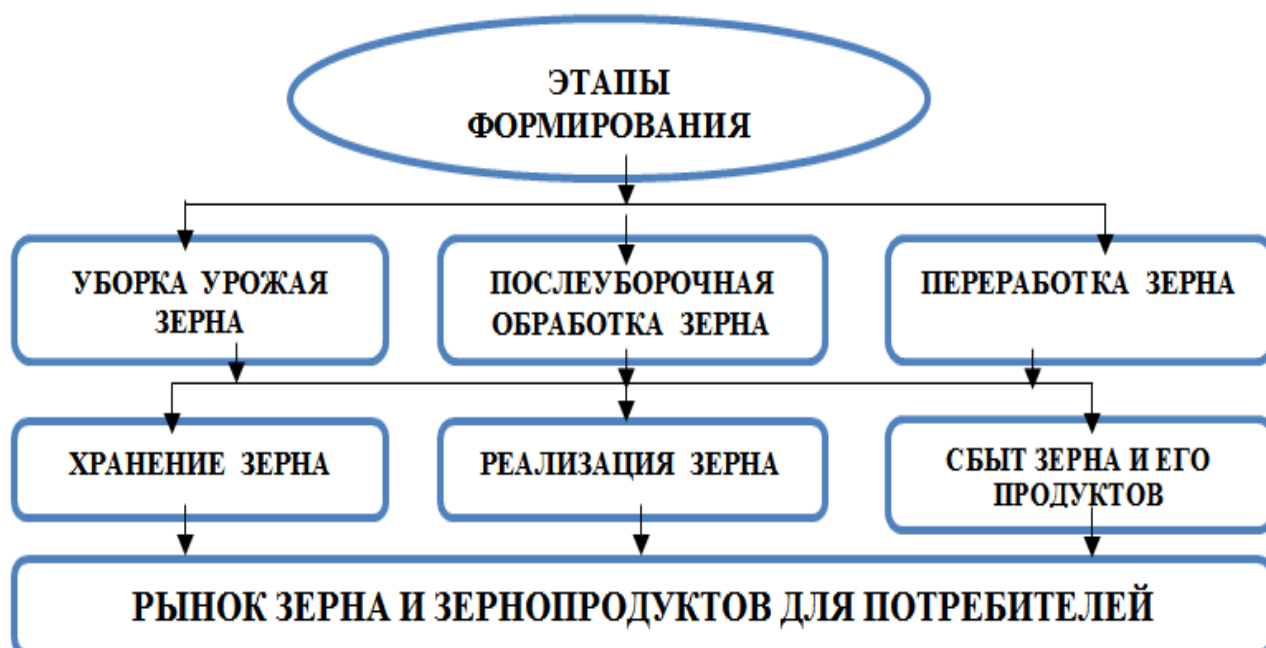 ЭТАПЫ
ФОРМИРОВАНИЯ
УБОРКА УРОЖАЯ
ЗЕРНА
ПОСЛЕУБОРОЧНАЯ
ОБРАБОТКА ЗЕРНА
ПЕРЕРАБОТКА ЗЕРНА
ХРАНЕНИЕ ЗЕРНА
РЕАЛИЗАЦИЯ ЗЕРНА
СБЫТ ЗЕРНА И ЕГО
ПРОДУКТОВ
РЫНОК ЗЕРНА И ЗЕРНОПРОДУКТОВ ДЛЯ ПОТРЕБИТЕЛЕЙ